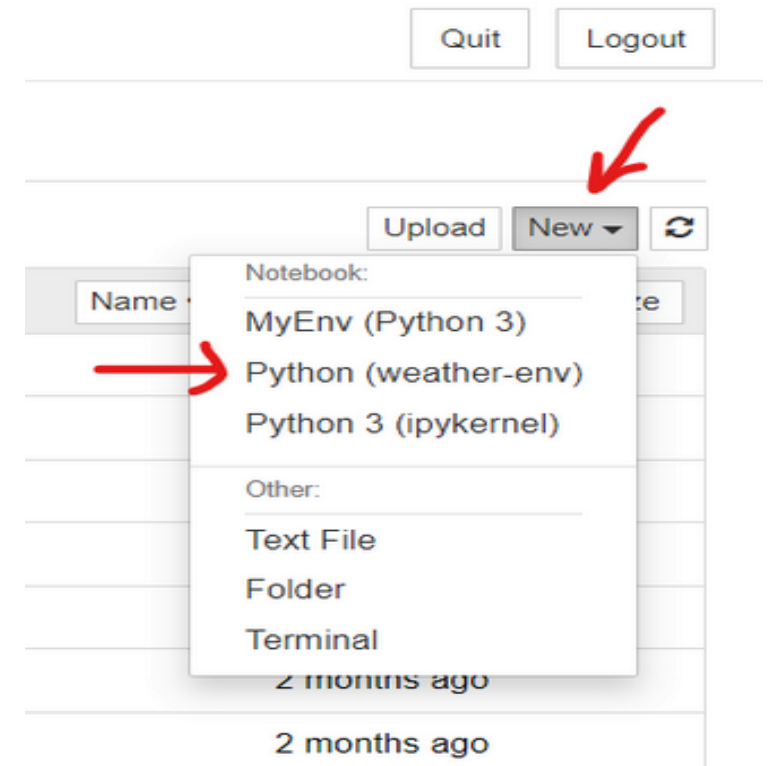 Quit Logout
Upload New
Name ze
Notebook:
MyEnv (Python 3)
Python (weather-env)
Python 3 (ipykernel)
Other:
Text File
Folder
Terminal
2 months ago
2 months ago